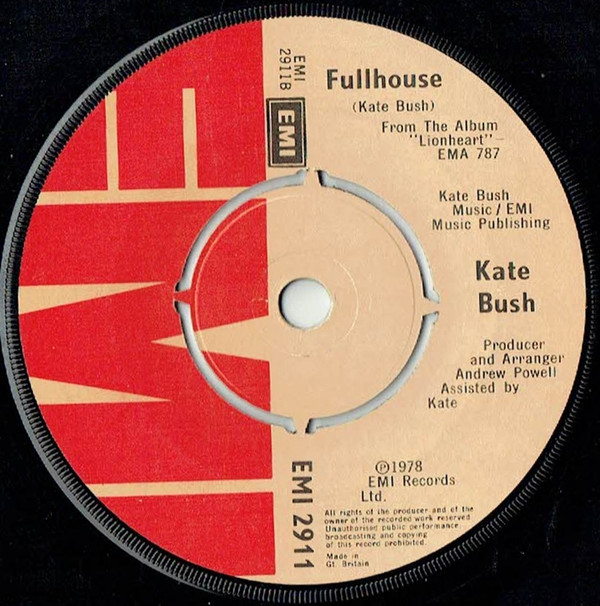 EMI
EMI
2911B
EMI
Fullhouse
(Kate Bush)
From The Album
"Lionheart"—
EMA 787
Kate Bush
Music / EMI
Music Publishing
Kate
Bush
Producer
and Arranger
Andrew Powell
Assisted by
Kate
EMI 2911
℗1978
EMI Records
Ltd.
All rights of the producer and of the
owner of the recorded work reserved
Unauthorised public performance
broadcasting and copying
of this record prohibited.
Made in
Gt. Britain